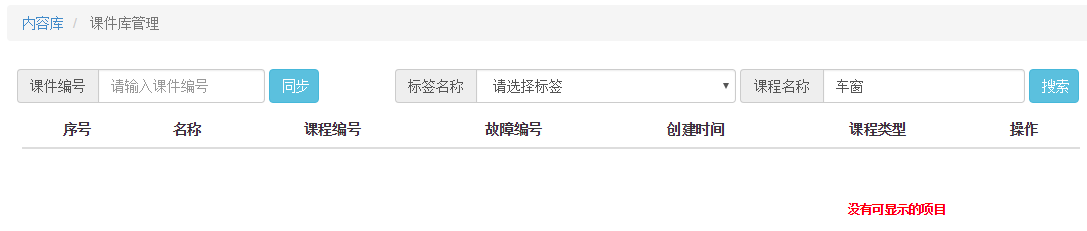 内容库 / 课件库管理
课件编号 请输入课件编号 同步 标签名称 请选择标签 课程名称 车窗 搜索
序号 名称 课程编号 故障编号 创建时间 课程类型 操作
没有可显示的项目